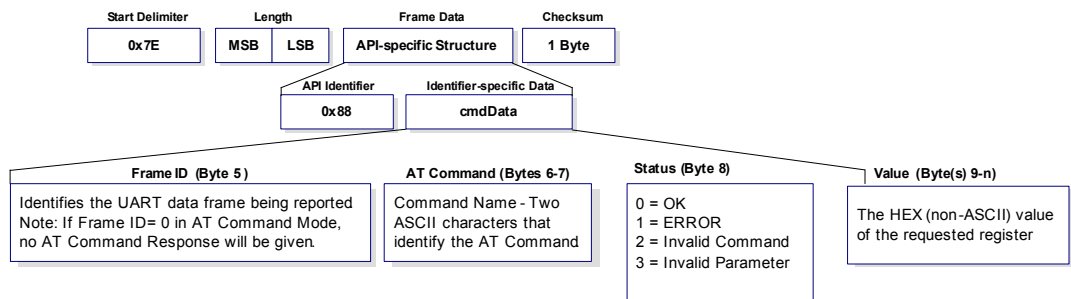 Start Delimiter Length Frame Data Checksum
0x7E MSB LSB API-specific Structure 1 Byte
API Identifier Identifier-specific Data
0x88 cmdData
Frame ID (Byte 5 )
Identifies the UART data frame being reported
Note: If Frame ID= 0 in AT Command Mode,
no AT Command Response will be given.
AT Command (Bytes 6-7)
Command Name - Two
ASCII characters that
identify the AT Command
Status (Byte 8)
0 = OK
1 = ERROR
2 = Invalid Command
3 = Invalid Parameter
Value (Byte(s) 9-n)
The HEX (non-ASCII) value
of the requested register